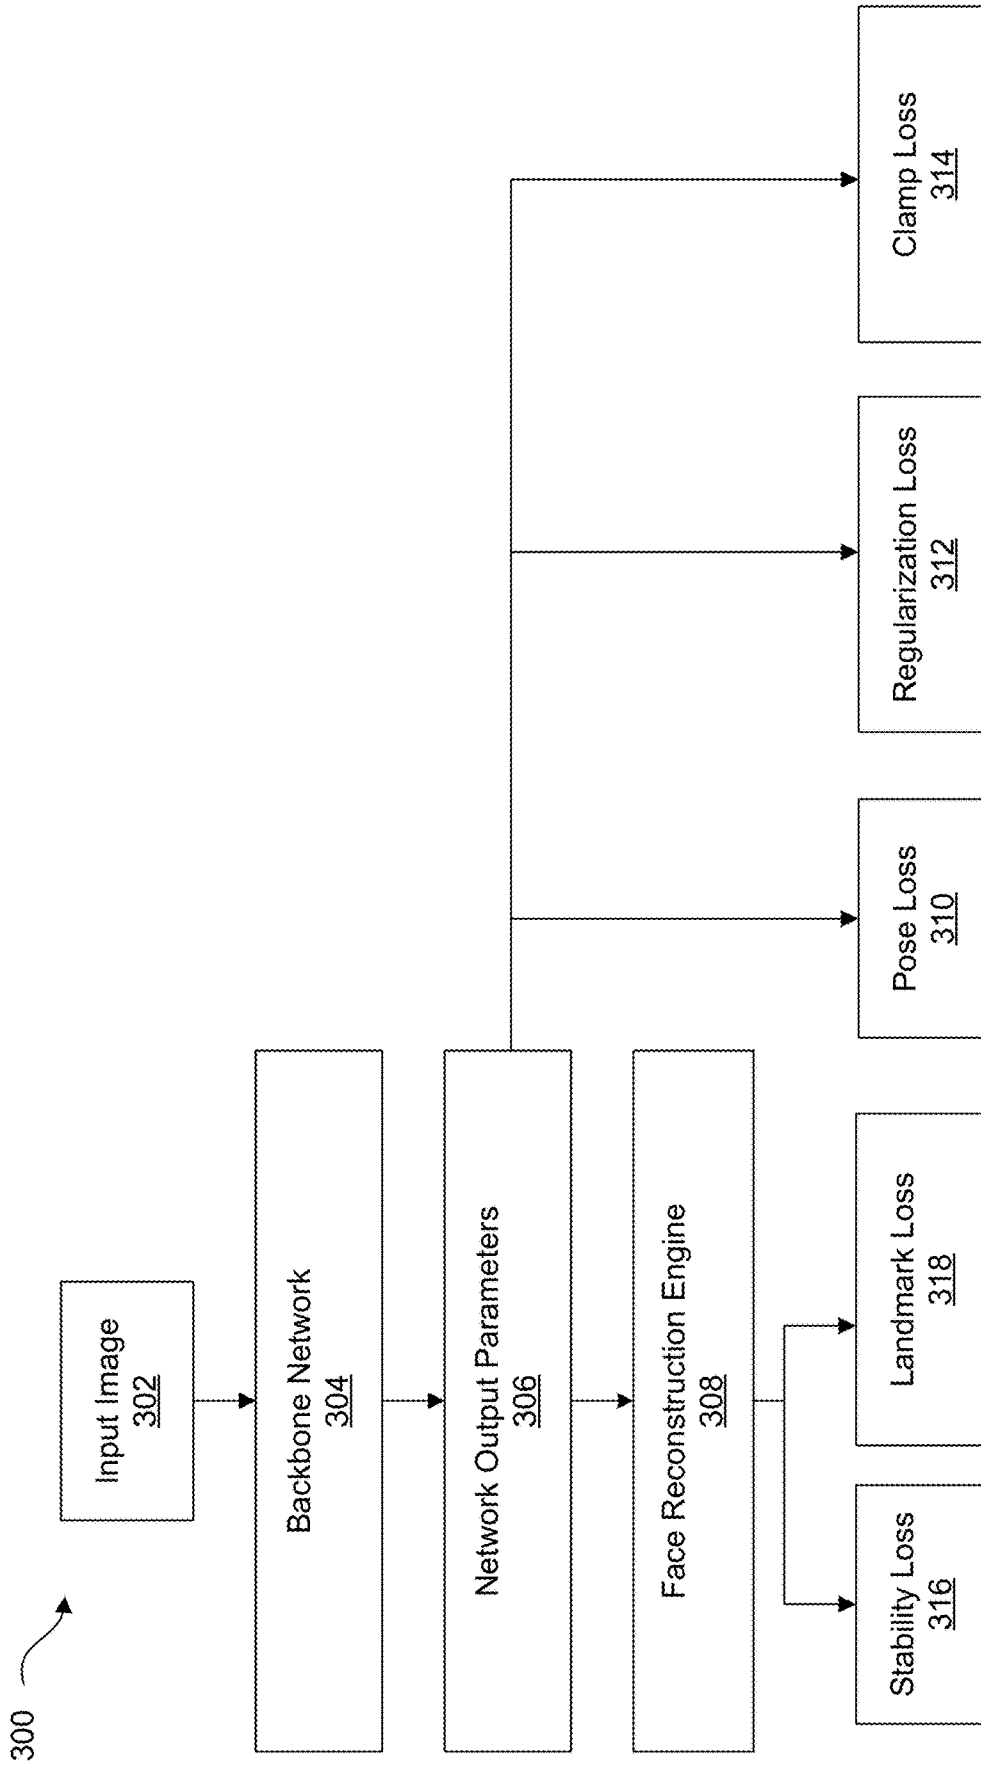 300
Input Image
302
Backbone Network
304
Network Output Parameters
306
Face Reconstruction Engine
308
Stability Loss
316
Landmark Loss
318
Pose Loss
310
Regularization Loss
312
Clamp Loss
314